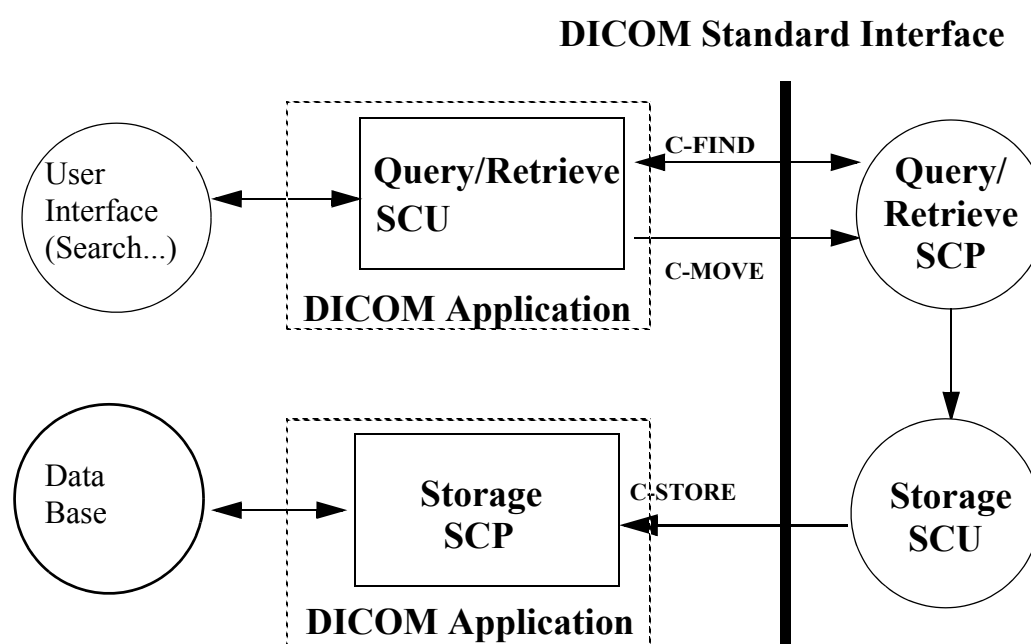 DICOM Standard Interface
User
Interface
(Search...)
Query/Retrieve
SCU
DICOM Application
C-FIND
C-MOVE
Query/
Retrieve
SCP
Data
Base
Storage
SCP
DICOM Application
C-STORE
Storage
SCU